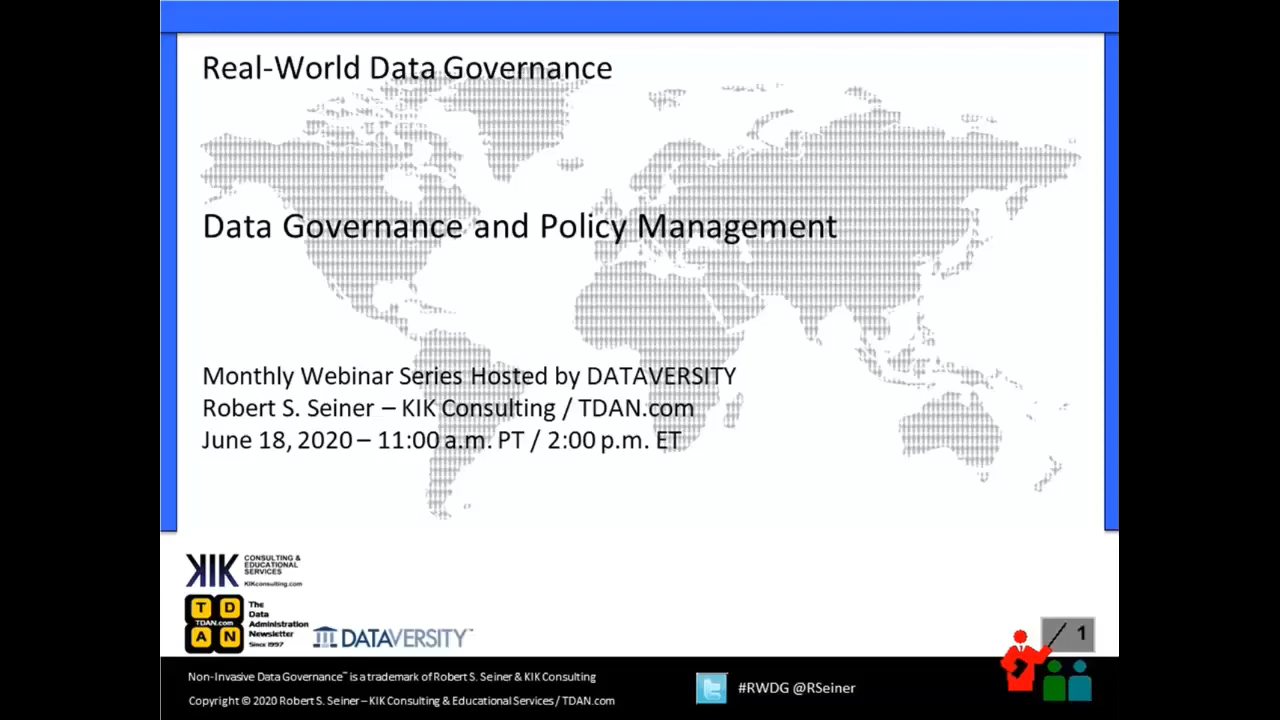 Real-World Data Governance
Data Governance and Policy Management
Monthly Webinar Series Hosted by DATAVERSITY
Robert S. Seiner – KIK Consulting / TDAN.com
June 18, 2020 – 11:00 a.m. PT / 2:00 p.m. ET
KIK CONSULTING &
EDUCATIONAL
SERVICES
KIKconsulting.com
T D
TDAN.com
A N
The
Data
Administration
Newsletter
Since 1997
DATAVERSITY™
1
Non-Invasive Data Governance™ is a trademark of Robert S. Seiner & KIK Consulting
Copyright © 2020 Robert S. Seiner – KIK Consulting & Educational Services / TDAN.com
#RWDG @RSeiner